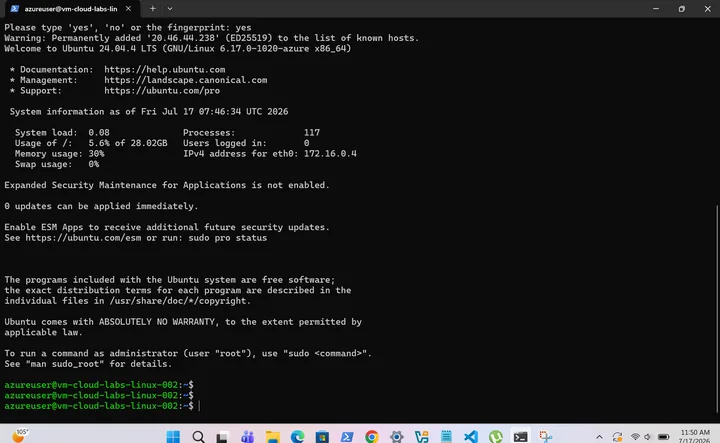 azureuser@vm-cloud-labs-lin
Please type 'yes', 'no' or the fingerprint: yes
Warning: Permanently added '20.46.44.238' (ED25519) to the list of known hosts.
Welcome to Ubuntu 24.04.4 LTS (GNU/Linux 6.17.0-1020-azure x86_64)
* Documentation: https://help.ubuntu.com
* Management: https://landscape.canonical.com
* Support: https://ubuntu.com/pro
System information as of Fri Jul 17 07:46:34 UTC 2026
System load: 0.08 Processes: 117
Usage of /: 5.6% of 28.02GB Users logged in: 0
Memory usage: 30% IPv4 address for eth0: 172.16.0.4
Swap usage: 0%
Expanded Security Maintenance for Applications is not enabled.
0 updates can be applied immediately.
Enable ESM Apps to receive additional future security updates.
See https://ubuntu.com/esm or run: sudo pro status
The programs included with the Ubuntu system are free software;
the exact distribution terms for each program are described in the
individual files in /usr/share/doc/*/copyright.
Ubuntu comes with ABSOLUTELY NO WARRANTY, to the extent permitted by
applicable law.
To run a command as administrator (user "root"), use "sudo <command>".
See "man sudo_root" for details.
azureuser@vm-cloud-labs-linux-002:~$
azureuser@vm-cloud-labs-linux-002:~$
azureuser@vm-cloud-labs-linux-002:~$
105°
11:50 AM
7/17/2026